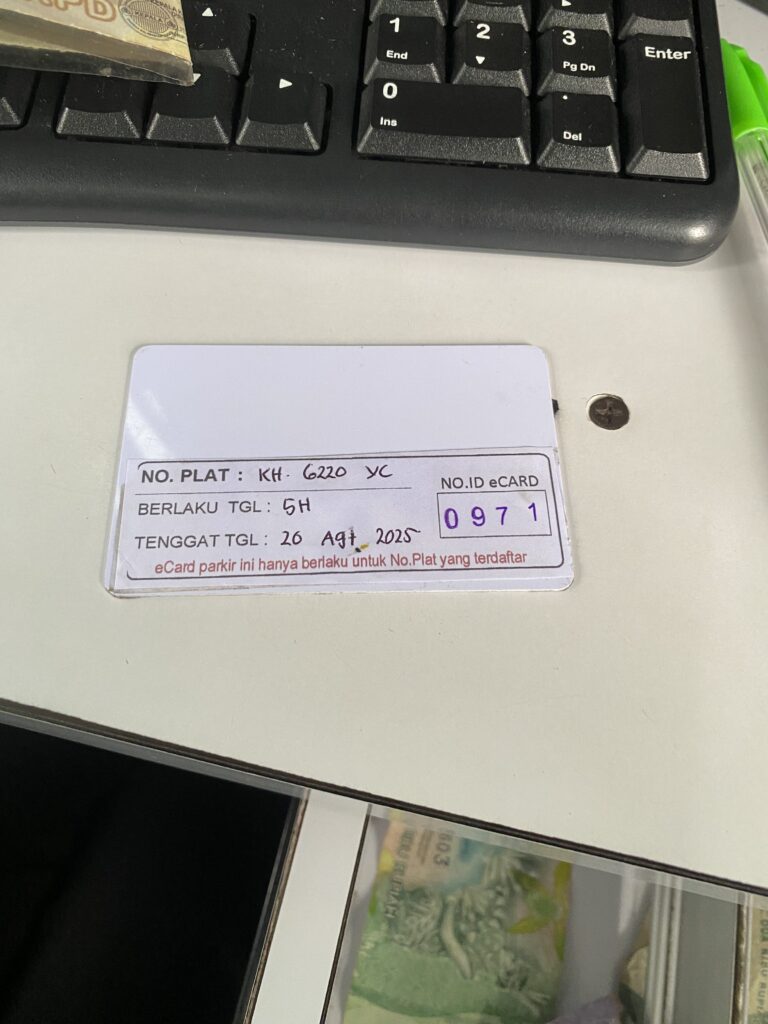 1
End
2
3
Pg Dn
Enter
0
Ins
.
Del
NO. PLAT : KH. 6220 YC
BERLAKU TGL : 5H
TENGGAT TGL : 26 Agt 2025
NO.ID eCARD
0971
eCard parkir ini hanya berlaku untuk No.Plat yang terdaftar